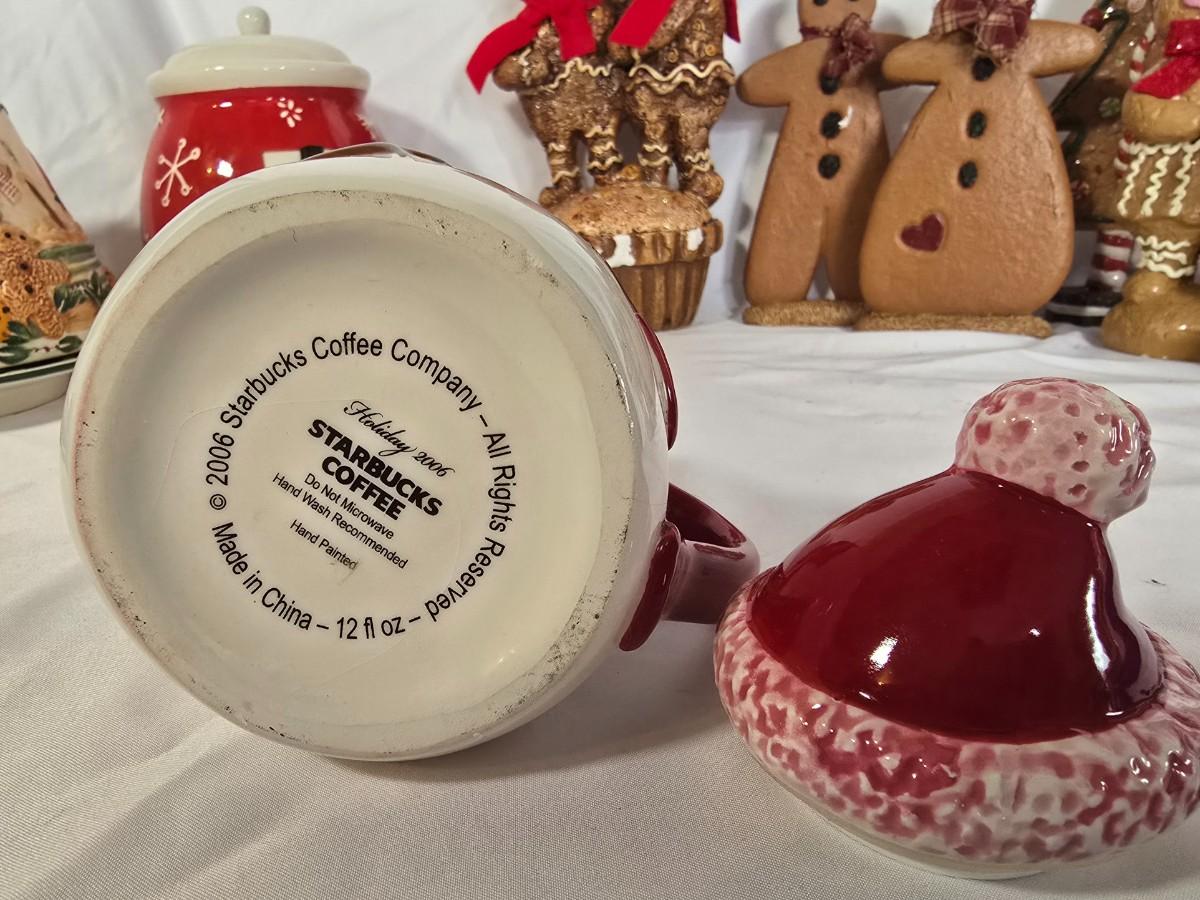 © 2006 Starbucks Coffee Company – All Rights Reserved –
Holiday 2006
STARBUCKS
COFFEE
Do Not Microwave
Hand Wash Recommended
Hand Painted
Made in China – 12 fl oz –